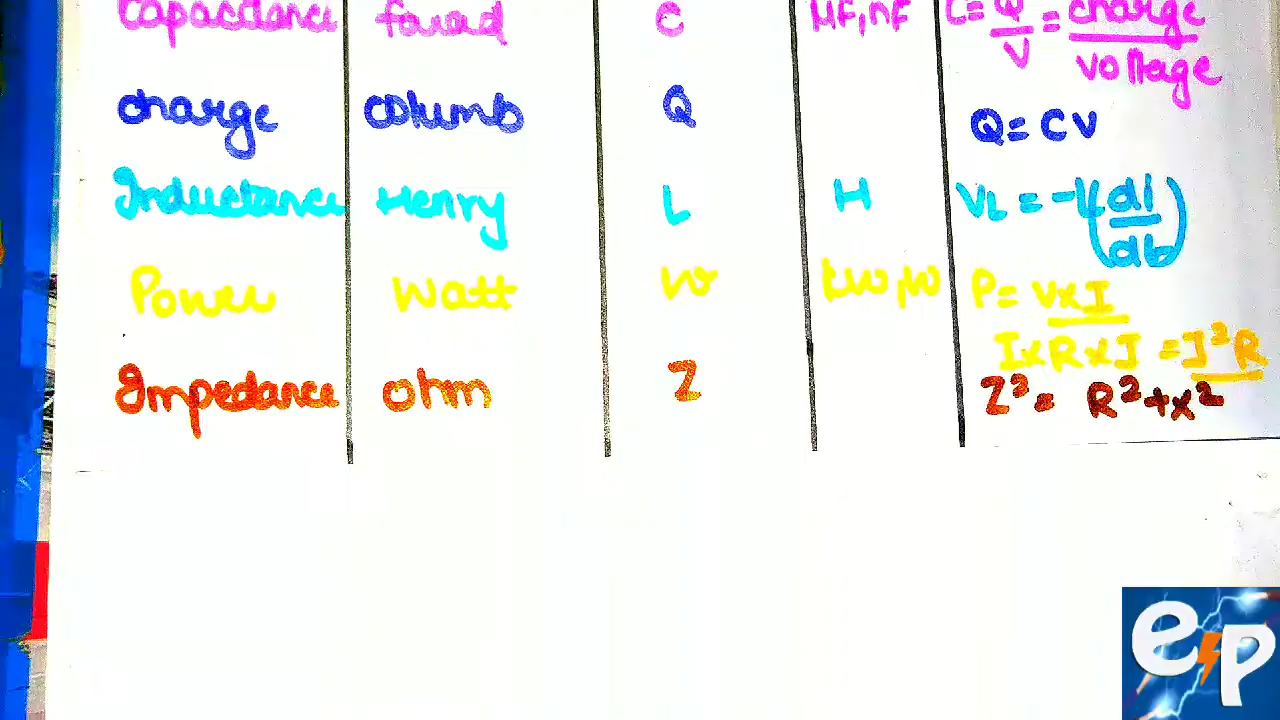 Capacitance farad C μF, nF C = Q/V = charge/voltage
charge columb Q Q = CV
Inductance Henry L H VL = -L(dI/dt)
Power Watt W kW, W P = V×I
I×R×I = I²R
Impedance ohm Z Z² = R²+X²
ep